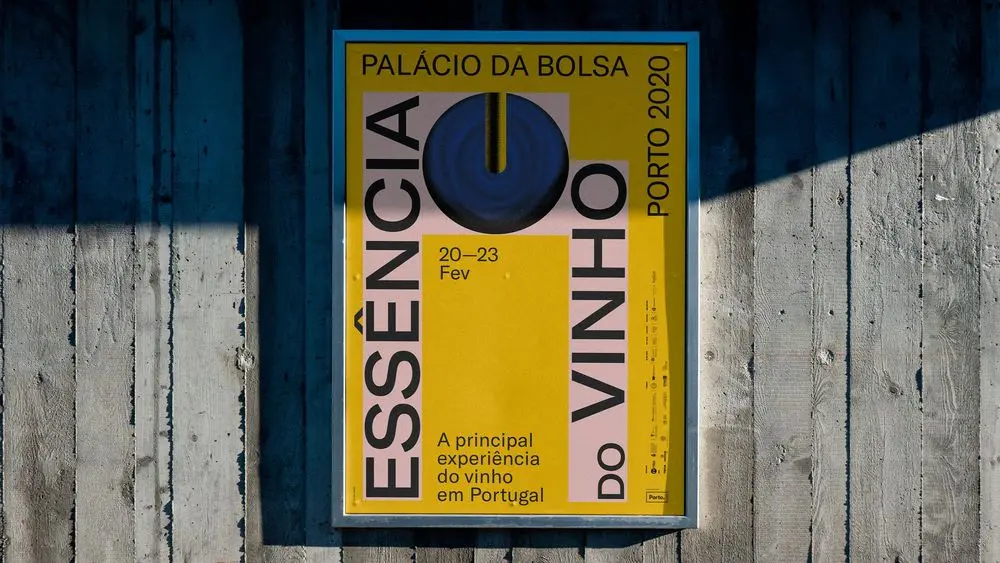 PALÁCIO DA BOLSA
PORTO 2020
ESSÊNCIA
DO VINHO
20—23
Fev
A principal
experiência
do vinho
em Portugal
Porto.